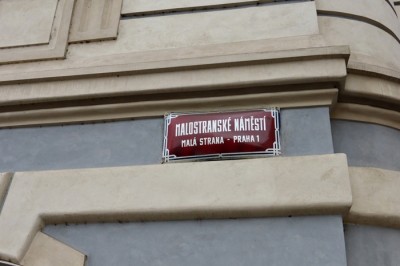 MALOSTRANSKÉ NÁMĚSTÍ
MALÁ STRANA - PRAHA 1